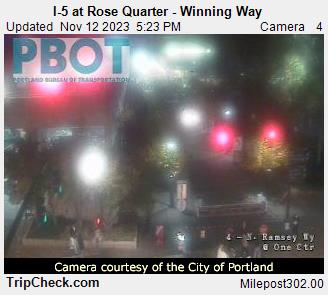 I-5 at Rose Quarter - Winning Way
Updated Nov 12 2023 5:23 PM Camera 4
PBOT
PORTLAND BUREAU OF TRANSPORTATION
4 - N. Ramsey Wy
@ One Ctr
Camera courtesy of the City of Portland
TripCheck.com Milepost302.00